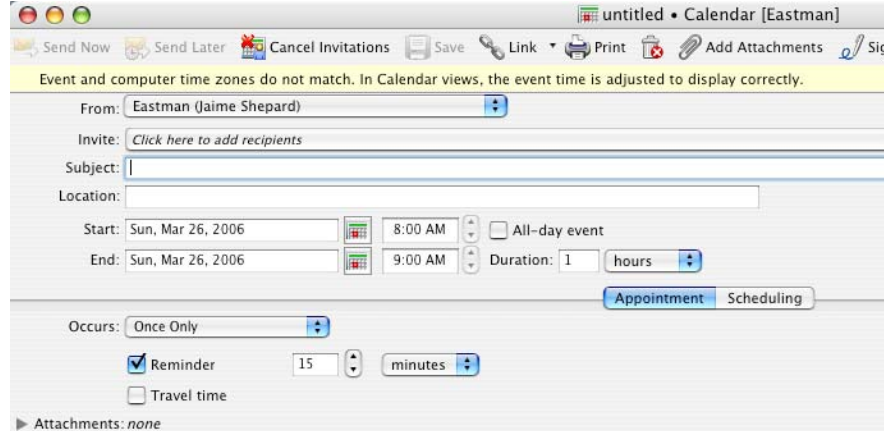 untitled • Calendar [Eastman]
Send Now Send Later Cancel Invitations Save Link Print Add Attachments
Event and computer time zones do not match. In Calendar views, the event time is adjusted to display correctly.
From: Eastman (Jaime Shepard)
Invite: Click here to add recipients
Subject:
Location:
Start: Sun, Mar 26, 2006 8:00 AM All-day event
End: Sun, Mar 26, 2006 9:00 AM Duration: 1 hours
Appointment Scheduling
Occurs: Once Only
Reminder 15 minutes
Travel time
Attachments: none